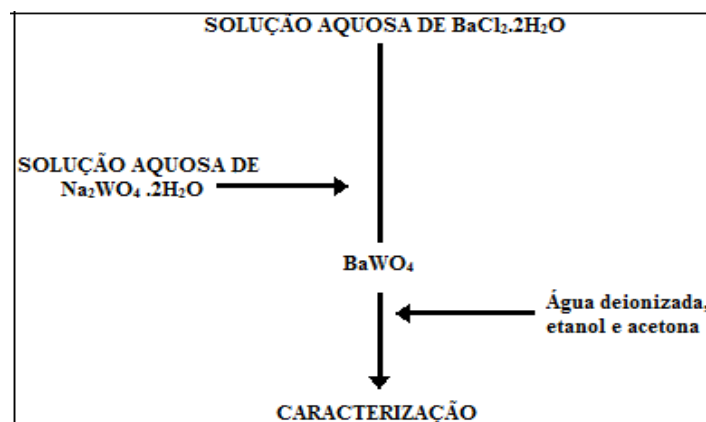 SOLUÇÃO AQUOSA DE BaCl₂.2H₂O
SOLUÇÃO AQUOSA DE
Na₂WO₄ .2H₂O
BaWO₄
Água deionizada,
etanol e acetona
CARACTERIZAÇÃO